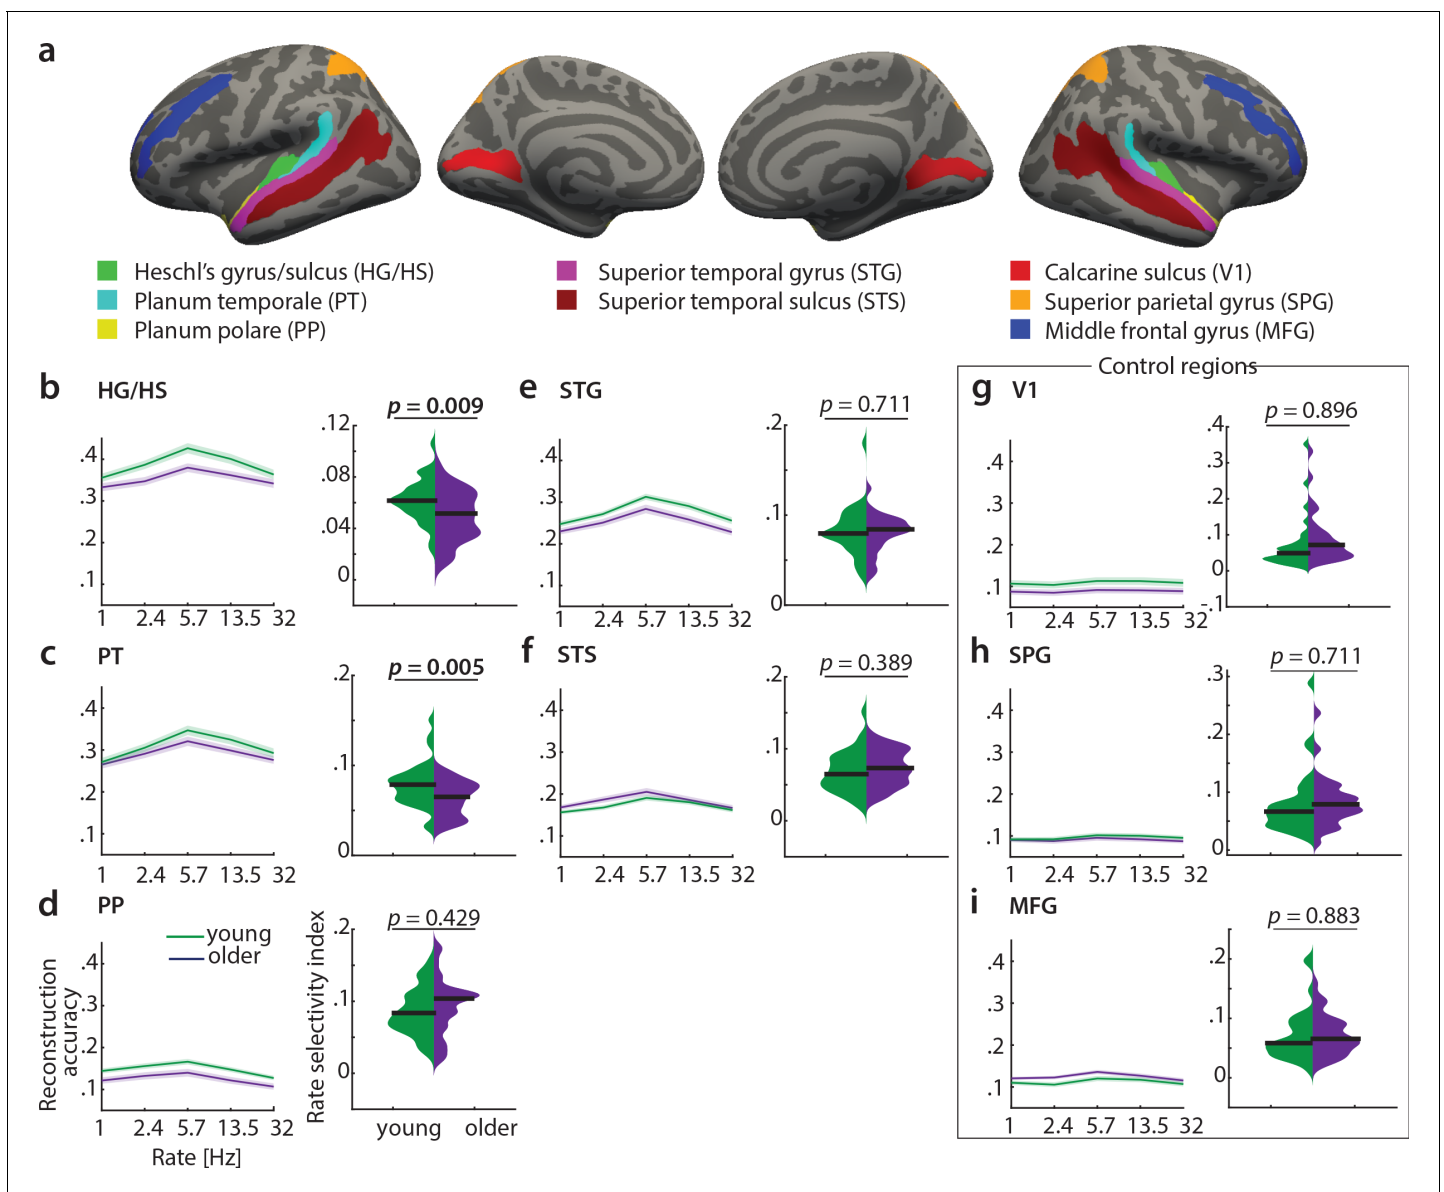 a
Heschl's gyrus/sulcus (HG/HS)
Planum temporale (PT)
Planum polare (PP)
Superior temporal gyrus (STG)
Superior temporal sulcus (STS)
Calcarine sulcus (V1)
Superior parietal gyrus (SPG)
Middle frontal gyrus (MFG)
b HG/HS
.4
.3
.2
.1
1 2.4 5.7 13.5 32
p = 0.009
.12
.08
.04
0
c PT
.4
.3
.2
.1
1 2.4 5.7 13.5 32
p = 0.005
.2
.1
0
d PP
young
older
Reconstruction
accuracy
.4
.3
.2
.1
1 2.4 5.7 13.5 32
Rate [Hz]
p = 0.429
Rate selectivity index
.2
.1
0
young older
e STG
.4
.3
.2
.1
1 2.4 5.7 13.5 32
p = 0.711
.2
.1
0
f STS
.4
.3
.2
.1
1 2.4 5.7 13.5 32
p = 0.389
.2
.1
0
Control regions
g V1
.4
.3
.2
.1
1 2.4 5.7 13.5 32
p = 0.896
.4
.3
.2
.1
0
-.1
h SPG
.4
.3
.2
.1
1 2.4 5.7 13.5 32
p = 0.711
.3
.2
.1
0
i MFG
.4
.3
.2
.1
1 2.4 5.7 13.5 32
p = 0.883
.2
.1
0